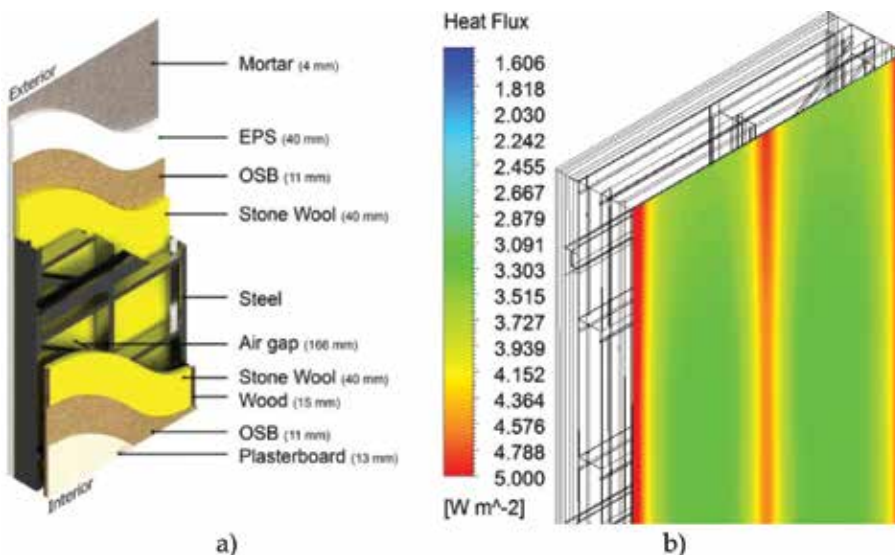 Exterior
Mortar (4 mm)
EPS (40 mm)
OSB (11 mm)
Stone Wool (40 mm)
Steel
Air gap (166 mm)
Stone Wool (40 mm)
Wood (15 mm)
OSB (11 mm)
Plasterboard (13 mm)
Interior
a)
Heat Flux
1.606
1.818
2.030
2.242
2.455
2.667
2.879
3.091
3.303
3.515
3.727
3.939
4.152
4.364
4.576
4.788
5.000
[W m^-2]
b)